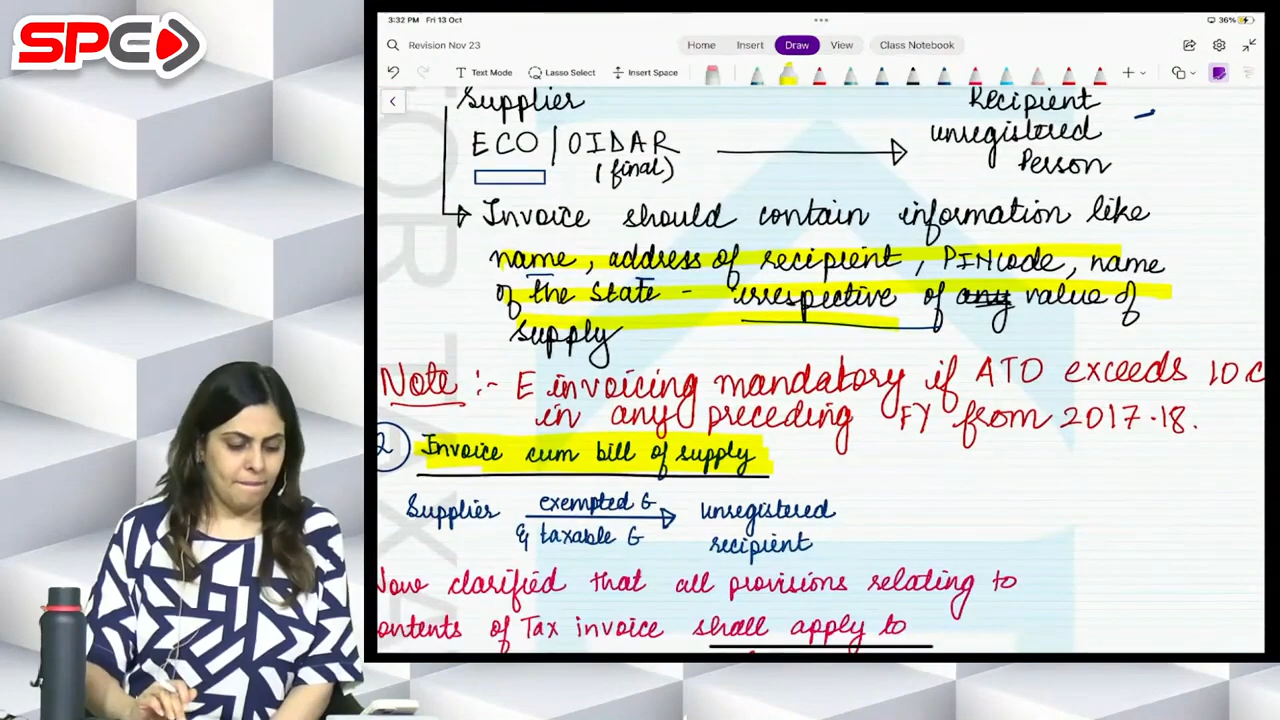 SPC
3:32 PM Fri 13 Oct
36%
Revision Nov 23
Home Insert Draw View Class Notebook
Text Mode Lasso Select Insert Space
Supplier Recipient
ECO | OIDAR unregistered
(final) Person
Invoice should contain information like
name, address of recipient, PINCode, name
of the State - irrespective of any value of
supply
Note :- E invoicing mandatory if ATO exceeds 10 C
in any preceding FY from 2017-18.
2 Invoice cum bill of supply
Supplier exempted G unregistered
& taxable G recipient
Now clarified that all provisions relating to
ontents of Tax invoice shall apply to